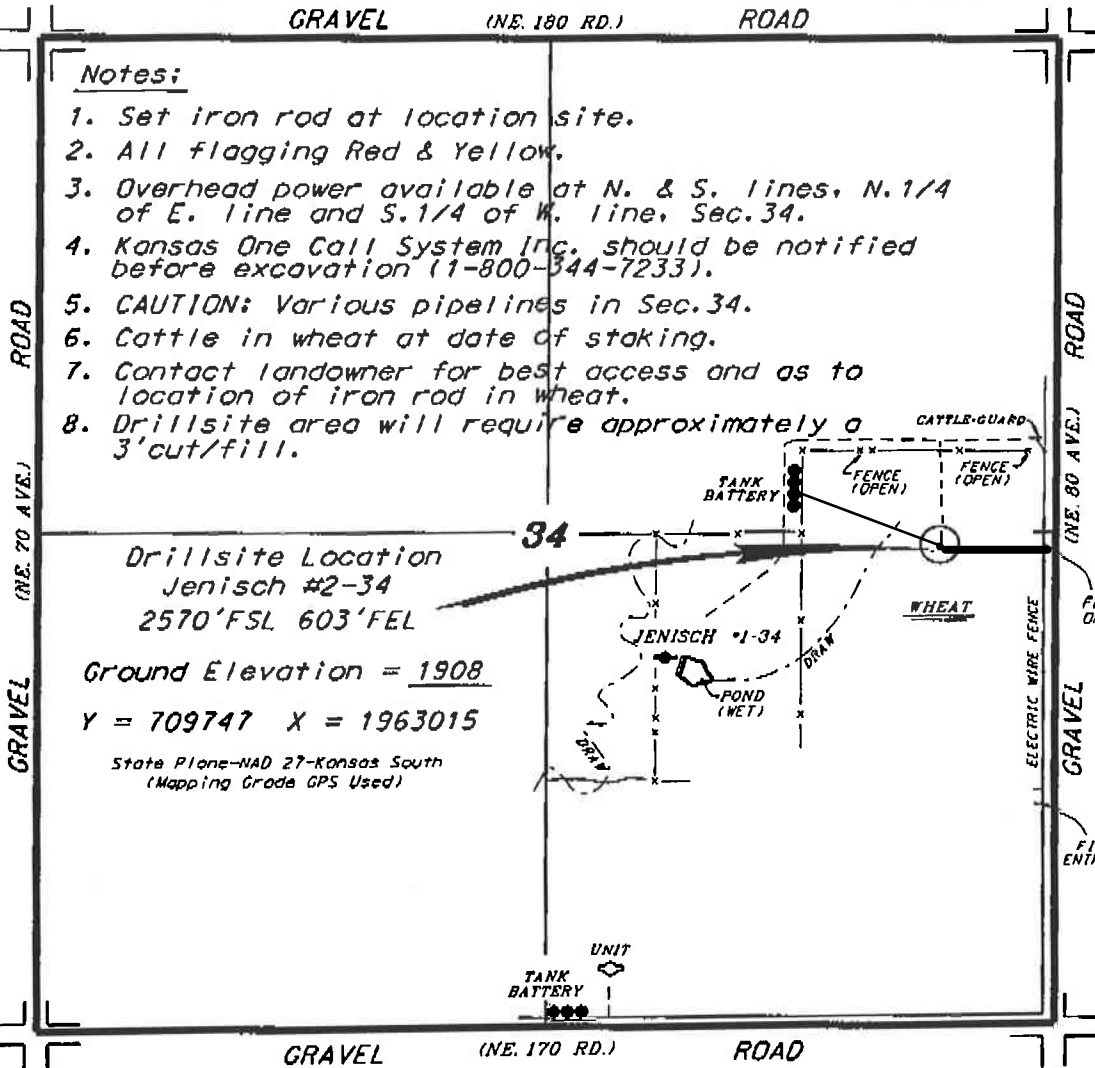 GRAVEL (NE. 180 RD.) ROAD
Notes:
1. Set iron rod at location site.
2. All flagging Red & Yellow.
3. Overhead power available at N. & S. lines, N.1/4
of E. line and S.1/4 of W. line, Sec.34.
4. Kansas One Call System Inc. should be notified
before excavation (1-800-344-7233).
5. CAUTION: Various pipelines in Sec.34.
6. Cattle in wheat at date of staking.
7. Contact landowner for best access and as to
location of iron rod in wheat.
8. Drillsite area will require approximately a
3'cut/fill.
GRAVEL (NE. 70 AVE.) ROAD
GRAVEL (NE. 80 AVE.) ROAD
CATTLE-GUARD
FENCE
(OPEN)
FENCE
(OPEN)
TANK
BATTERY
34
Drillsite Location
Jenisch #2-34
2570'FSL 603'FEL
Ground Elevation = 1908
Y = 709747 X = 1963015
State Plane-NAD 27-Kansas South
(Mapping Grade GPS Used)
WHEAT
JENISCH #1-34
POND
(WET)
DRAW
DRAW
ELECTRIC WIRE FENCE
UNIT
TANK
BATTERY
GRAVEL (NE. 170 RD.) ROAD